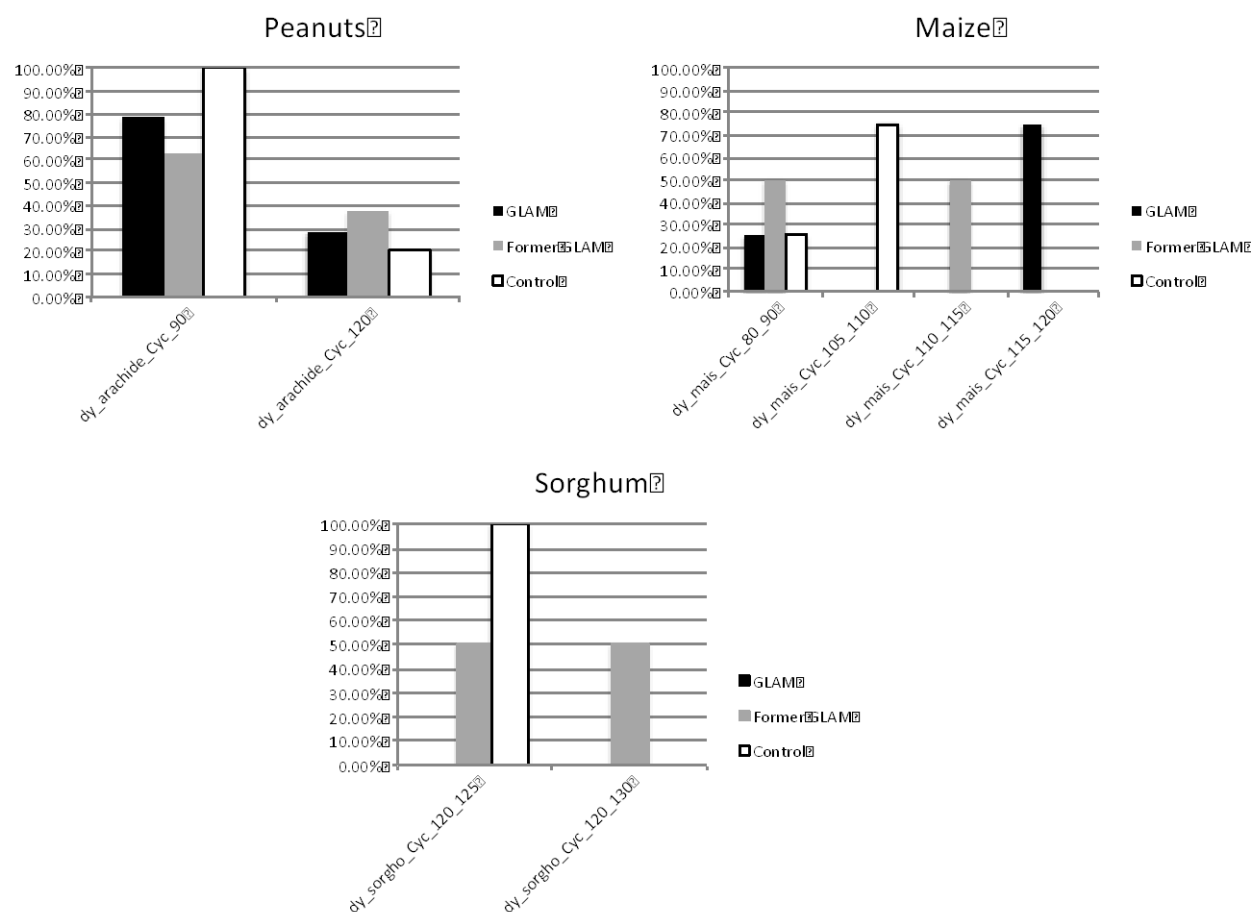 Peanuts
100.00%
90.00%
80.00%
70.00%
60.00%
50.00%
40.00%
30.00%
20.00%
10.00%
0.00%
dy_arachide_Cyc_90
dy_arachide_Cyc_120
GLAM
Former GLAM
Control
Maize
100.00%
90.00%
80.00%
70.00%
60.00%
50.00%
40.00%
30.00%
20.00%
10.00%
0.00%
dy_mais_Cyc_80_90
dy_mais_Cyc_105_110
dy_mais_Cyc_110_115
dy_mais_Cyc_115_120
GLAM
Former GLAM
Control
Sorghum
100.00%
90.00%
80.00%
70.00%
60.00%
50.00%
40.00%
30.00%
20.00%
10.00%
0.00%
dy_sorgho_Cyc_120_125
dy_sorgho_Cyc_120_130
GLAM
Former GLAM
Control